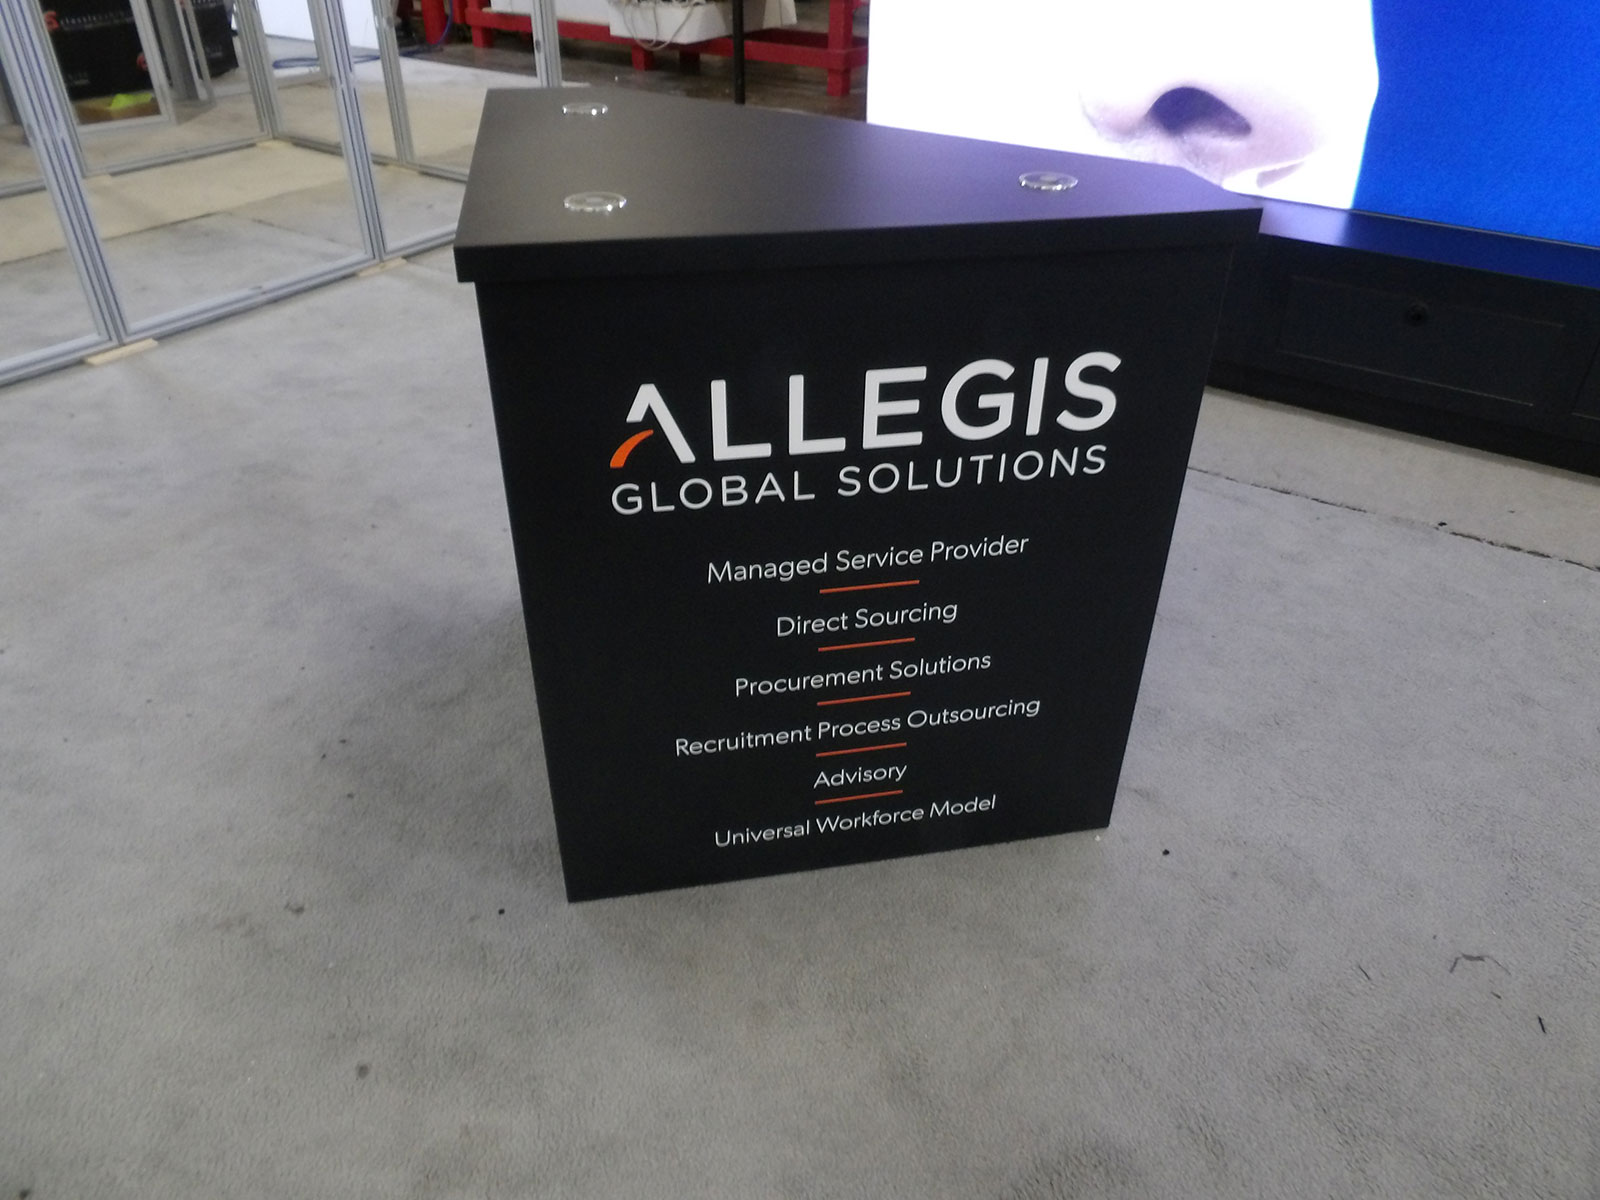 ALLEGIS
GLOBAL SOLUTIONS
Managed Service Provider
Direct Sourcing
Procurement Solutions
Recruitment Process Outsourcing
Advisory
Universal Workforce Model